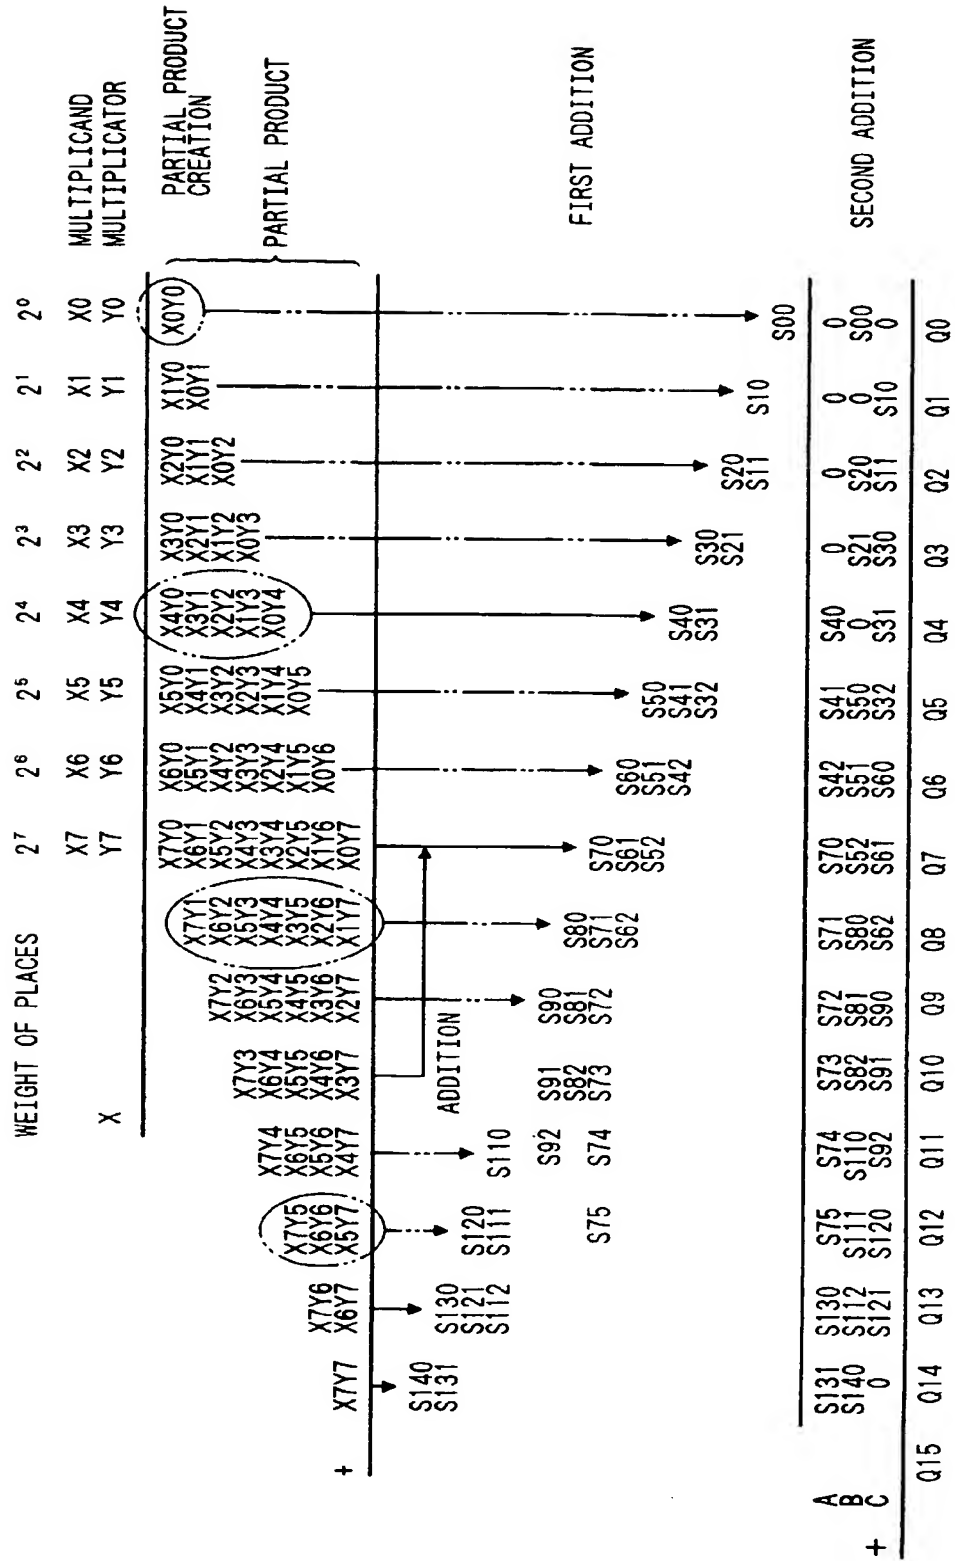 WEIGHT OF PLACES 2⁷ 2⁶ 2⁵ 2⁴ 2³ 2² 2¹ 2⁰
X7 X6 X5 X4 X3 X2 X1 X0 MULTIPLICAND
X Y7 Y6 Y5 Y4 Y3 Y2 Y1 Y0 MULTIPLICATOR
X7Y0 X6Y0 X5Y0 X4Y0 X3Y0 X2Y0 X1Y0 X0Y0 PARTIAL PRODUCT
X7Y1 X6Y1 X5Y1 X4Y1 X3Y1 X2Y1 X1Y1 X0Y1 CREATION
X7Y2 X6Y2 X5Y2 X4Y2 X3Y2 X2Y2 X1Y2 X0Y2
X7Y3 X6Y3 X5Y3 X4Y3 X3Y3 X2Y3 X1Y3 X0Y3
X7Y4 X6Y4 X5Y4 X4Y4 X3Y4 X2Y4 X1Y4 X0Y4 PARTIAL PRODUCT
X7Y5 X6Y5 X5Y5 X4Y5 X3Y5 X2Y5 X1Y5 X0Y5
X7Y6 X6Y6 X5Y6 X4Y6 X3Y6 X2Y6 X1Y6 X0Y6
+ X7Y7 X6Y7 X5Y7 X4Y7 X3Y7 X2Y7 X1Y7 X0Y7
S140
S131 S130 ADDITION
S121 S120
S112 S111 S110
S92 S91 S90
S82 S81 S80 FIRST ADDITION
S75 S74 S73 S72 S71 S70
S62 S61 S60
S52 S51 S50
S42 S41 S40
S32 S31 S30
S21 S20
S11 S10
S00
A S131 S130 S75 S74 S73 S72 S71 S70 S42 S41 S40 0 0 0 0
B S140 S112 S111 S110 S82 S81 S80 S52 S51 S50 0 S21 S20 0 S00 SECOND ADDITION
+ C 0 S121 S120 S92 S91 S90 S62 S61 S60 S32 S31 S30 S11 S10 0
Q15 Q14 Q13 Q12 Q11 Q10 Q9 Q8 Q7 Q6 Q5 Q4 Q3 Q2 Q1 Q0